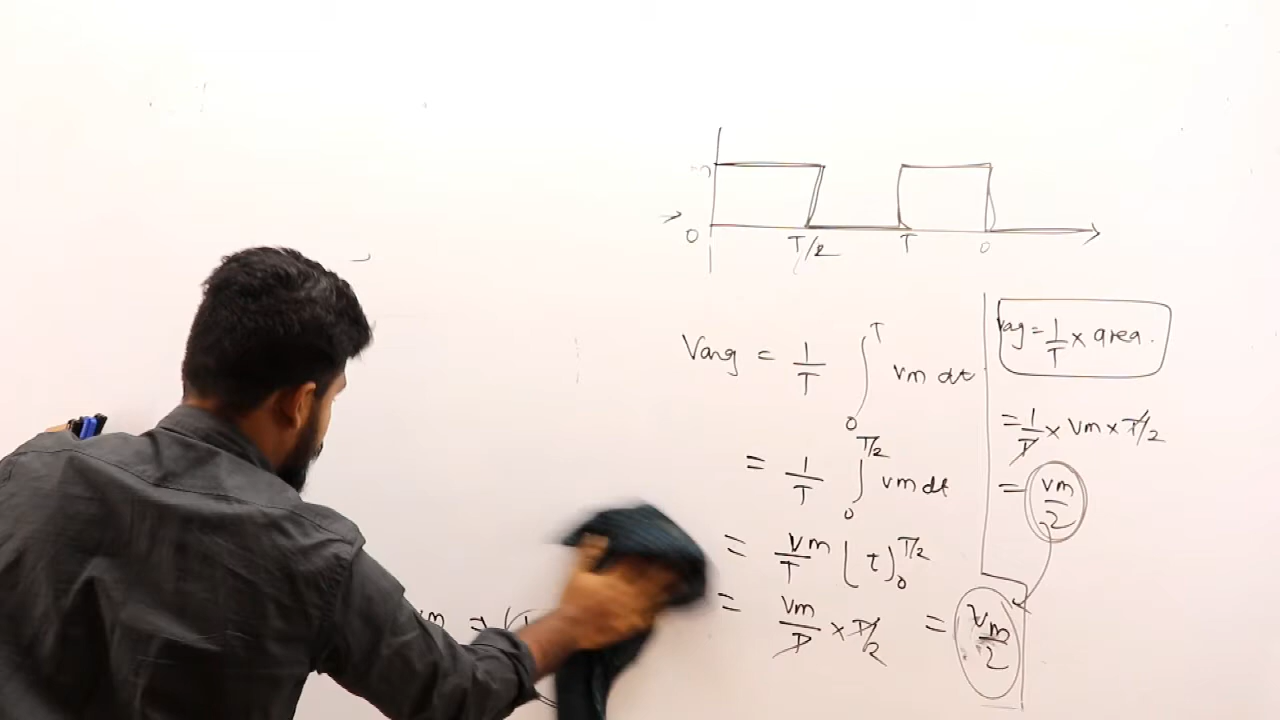 m
0 T/2 T 0
Vavg = 1/T ∫₀ᵀ vm dt
= 1/T ∫₀^T/2 vm dt
= Vm/T [t]₀^T/2
= Vm/T × T/2 = Vm/2
Vag = 1/T × area.
= 1/T × Vm × T/2
= Vm/2